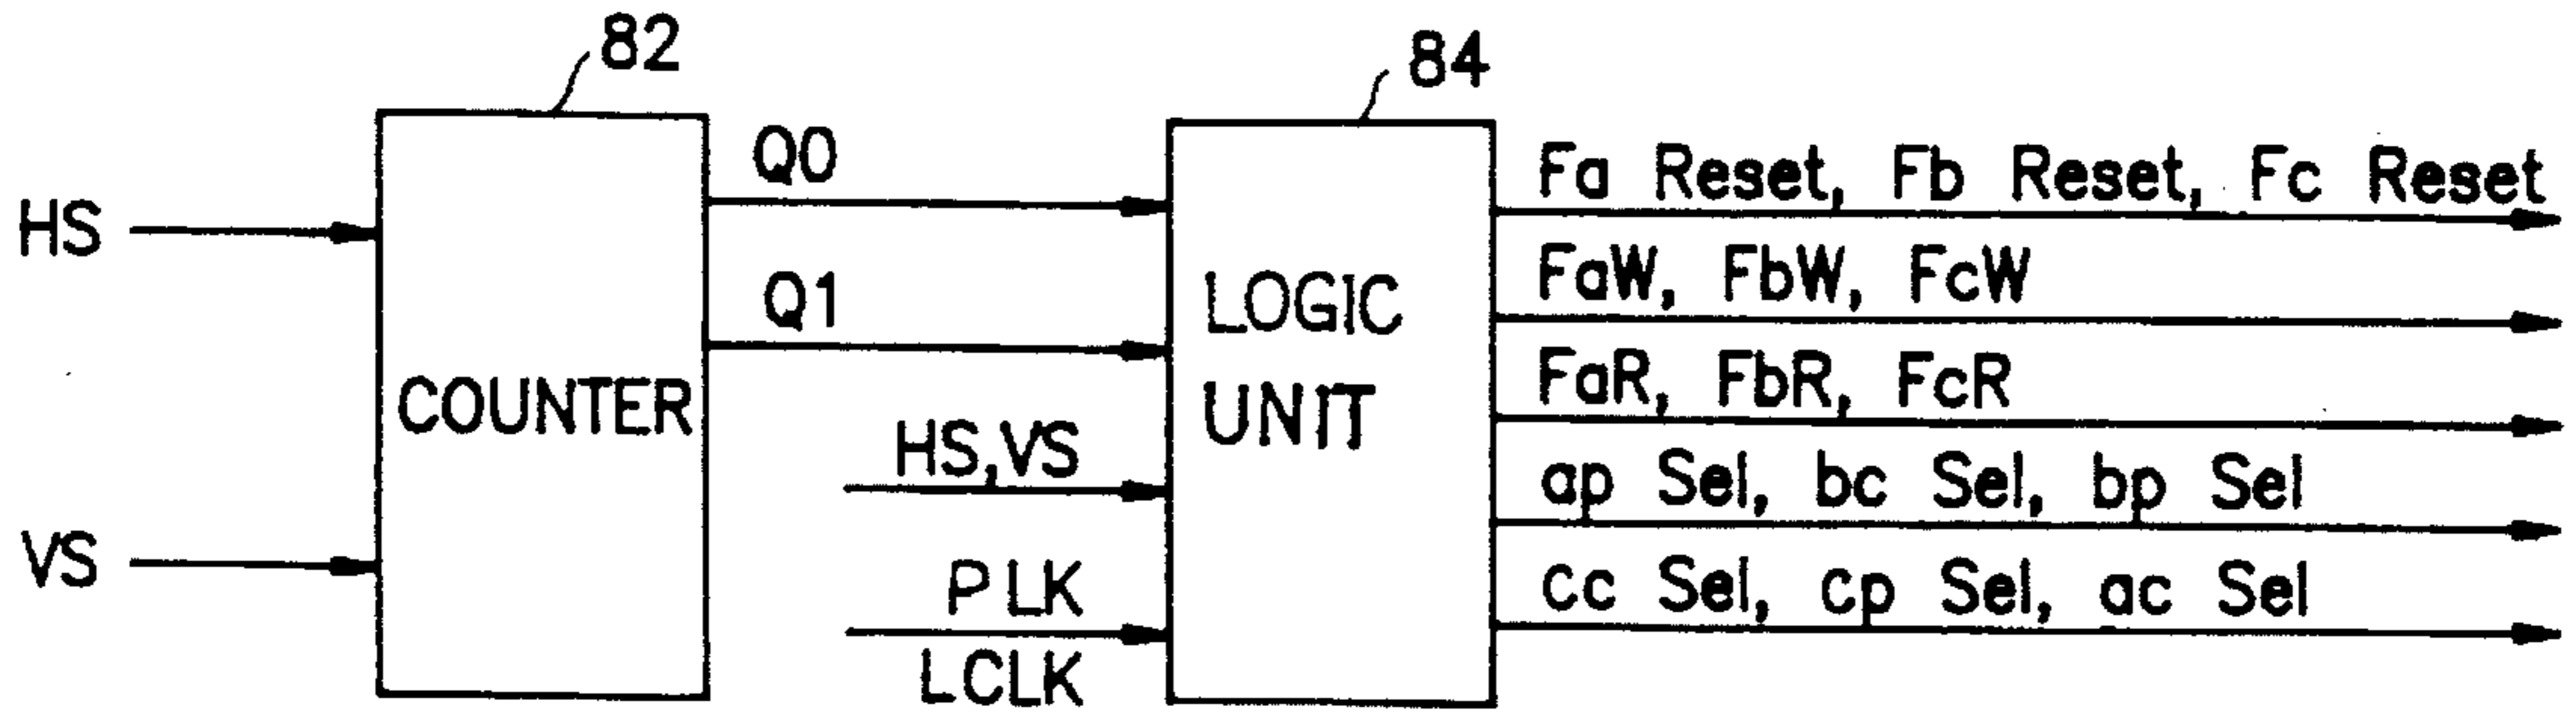 82
84
HS
VS
COUNTER
Q0
Q1
HS,VS
PLK
LCLK
LOGIC
UNIT
Fa Reset, Fb Reset, Fc Reset
FaW, FbW, FcW
FaR, FbR, FcR
ap Sel, bc Sel, bp Sel
cc Sel, cp Sel, ac Sel